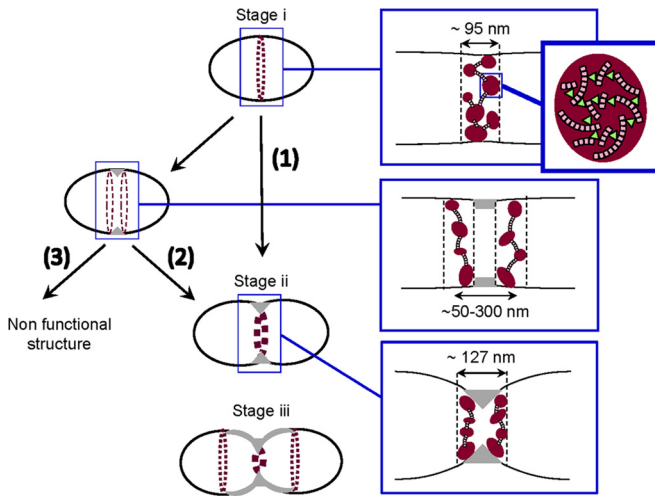 Stage i
~ 95 nm
(1)
(3)
(2)
Non functional
structure
Stage ii
~50-300 nm
~ 127 nm
Stage iii